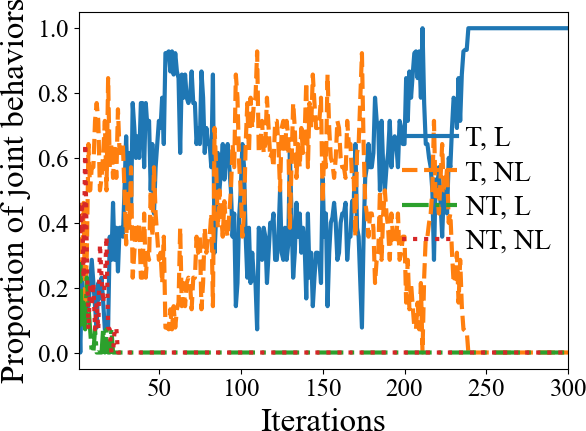 Proportion of joint behaviors
1.0
0.8
0.6
0.4
0.2
0.0
T, L
T, NL
NT, L
NT, NL
50 100 150 200 250 300
Iterations